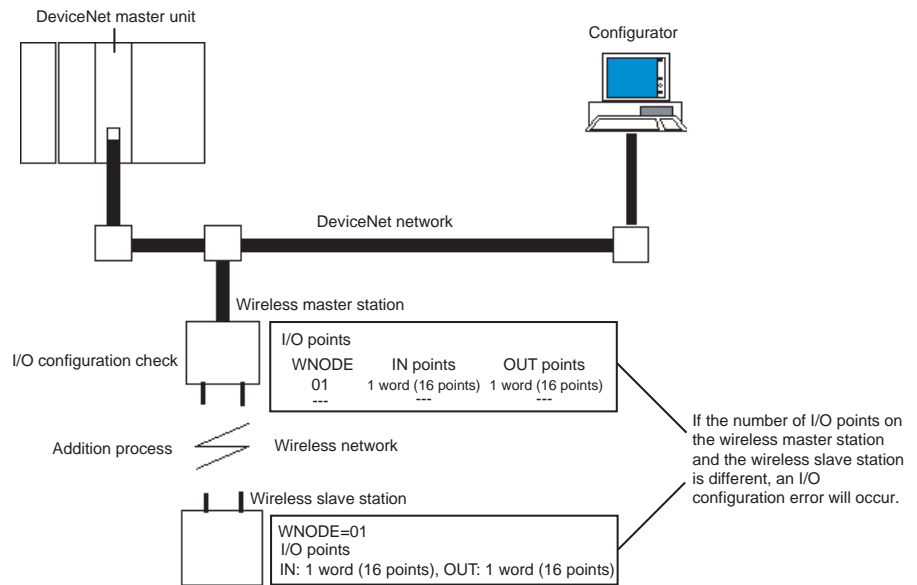 DeviceNet master unit
Configurator
DeviceNet network
Wireless master station
I/O configuration check
I/O points
WNODE IN points OUT points
01 1 word (16 points) 1 word (16 points)
--- --- ---
Addition process
Wireless network
If the number of I/O points on
the wireless master station
and the wireless slave station
is different, an I/O
configuration error will occur.
Wireless slave station
WNODE=01
I/O points
IN: 1 word (16 points), OUT: 1 word (16 points)